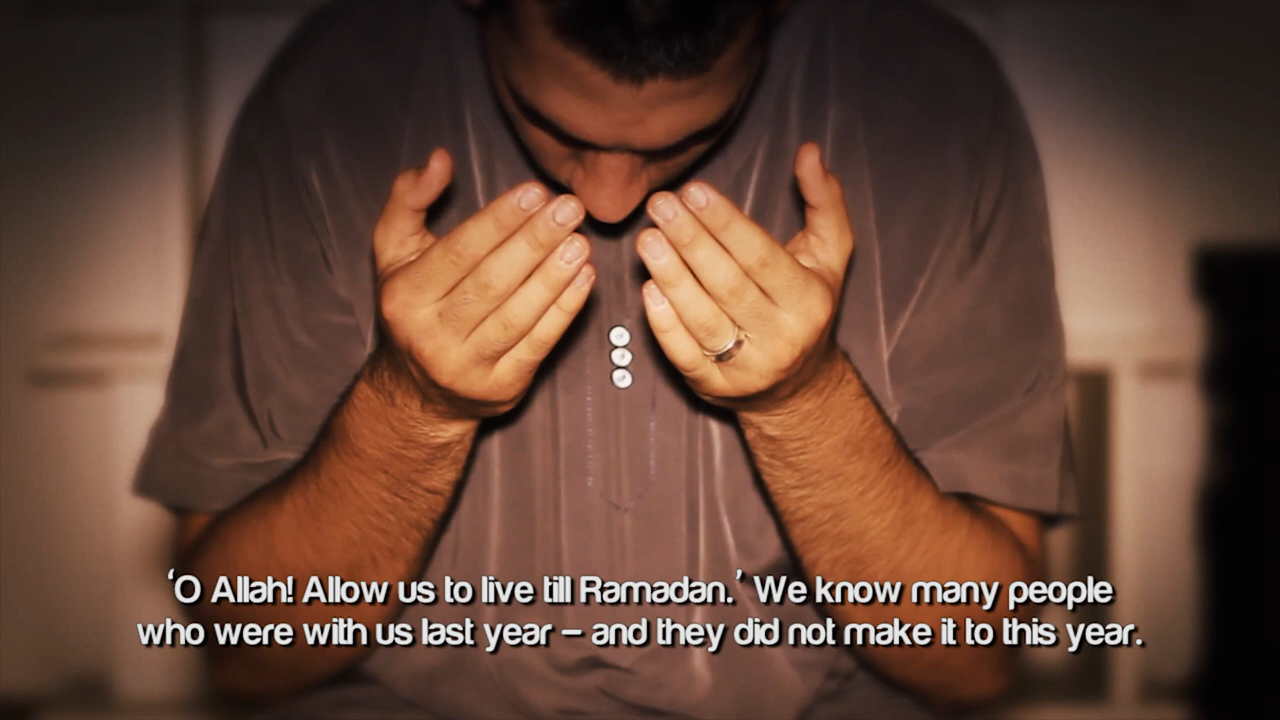 ‘O Allah! Allow us to live till Ramadan.’ We know many people
who were with us last year – and they did not make it to this year.